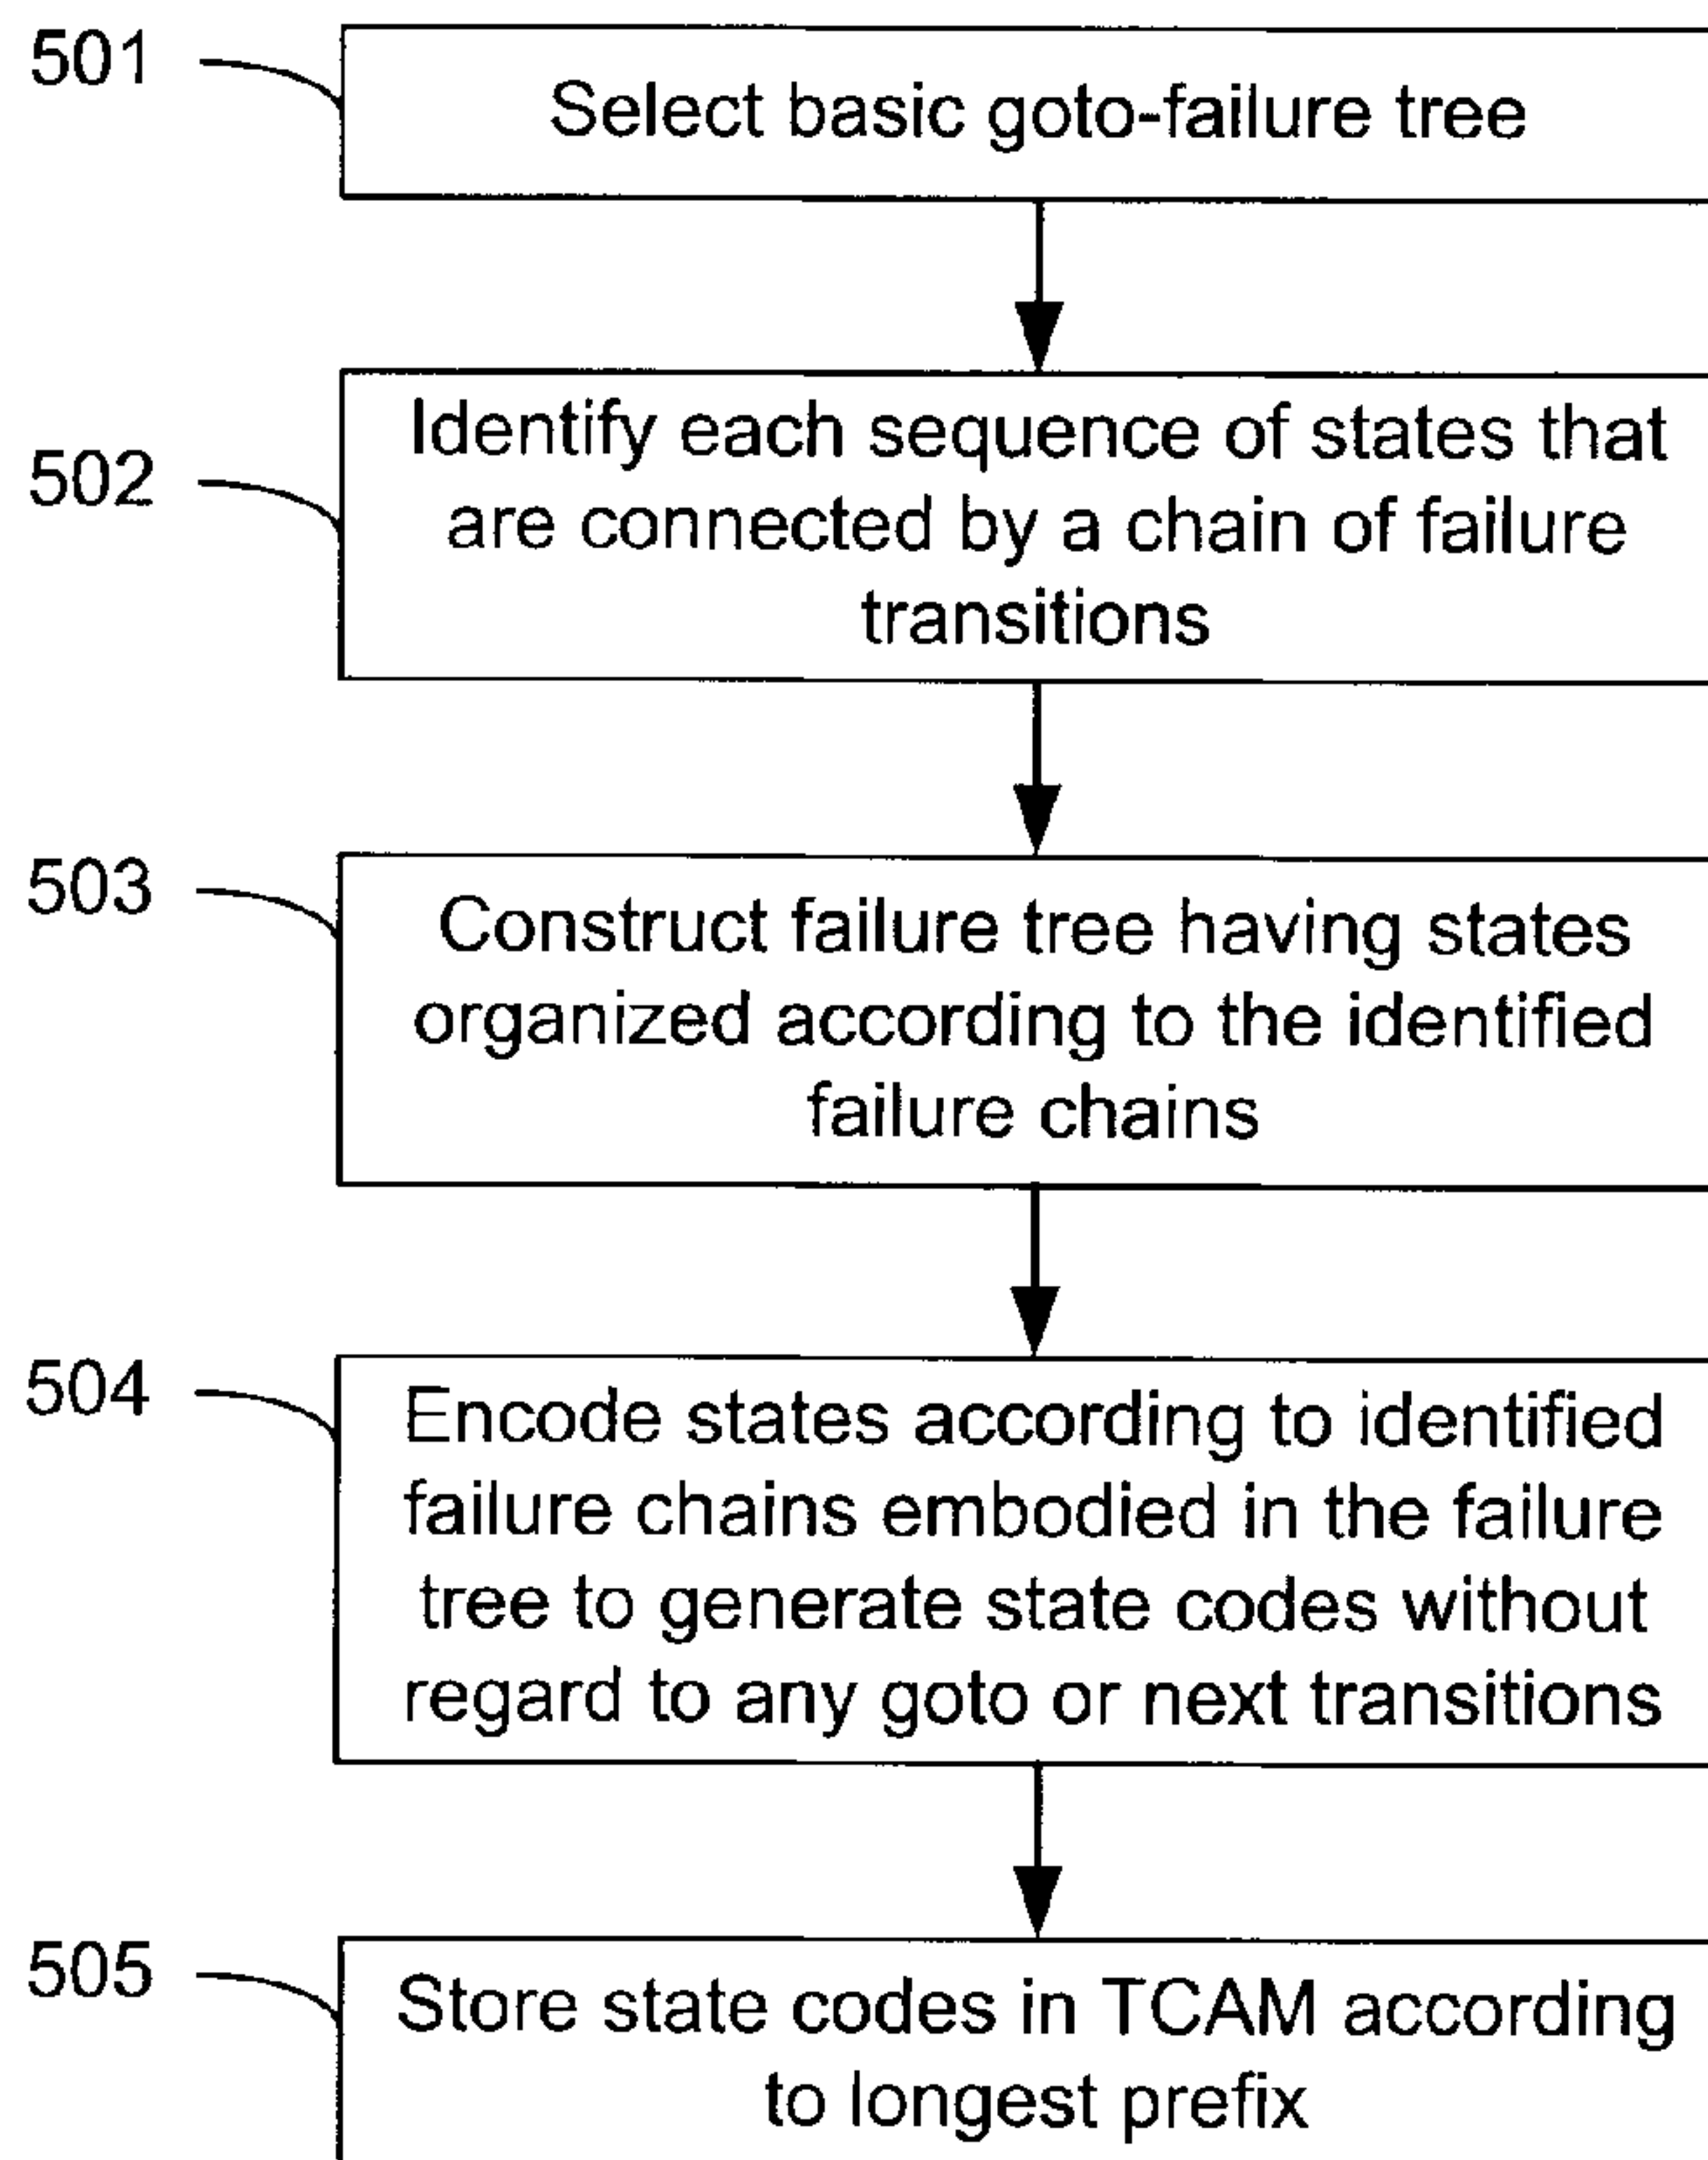 501
Select basic goto-failure tree
502
Identify each sequence of states that
are connected by a chain of failure
transitions
503
Construct failure tree having states
organized according to the identified
failure chains
504
Encode states according to identified
failure chains embodied in the failure
tree to generate state codes without
regard to any goto or next transitions
505
Store state codes in TCAM according
to longest prefix